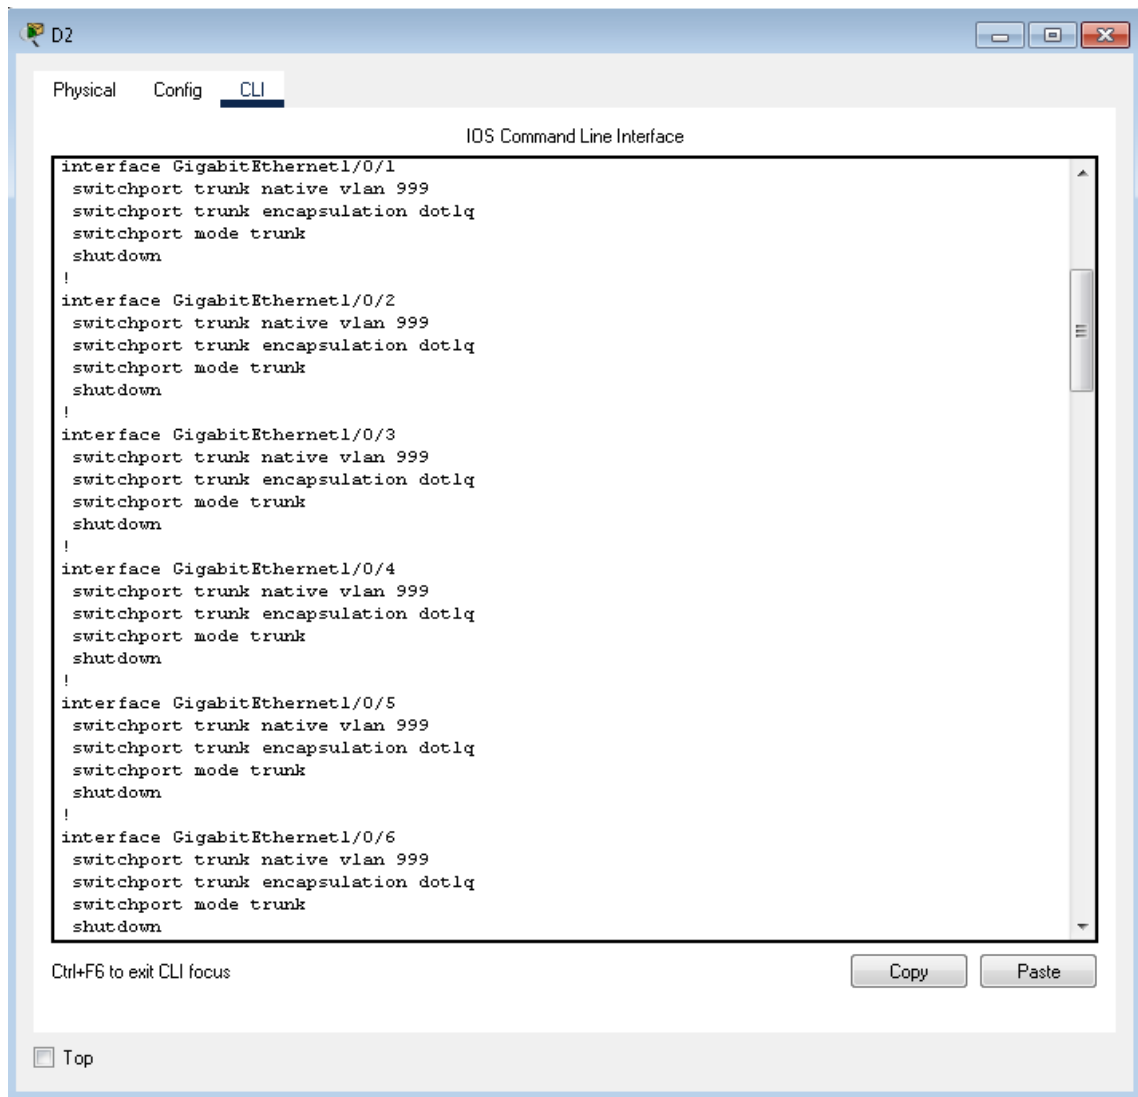 D2
Physical Config CLI
IOS Command Line Interface
interface GigabitEthernet1/0/1
switchport trunk native vlan 999
switchport trunk encapsulation dot1q
switchport mode trunk
shutdown
!
interface GigabitEthernet1/0/2
switchport trunk native vlan 999
switchport trunk encapsulation dot1q
switchport mode trunk
shutdown
!
interface GigabitEthernet1/0/3
switchport trunk native vlan 999
switchport trunk encapsulation dot1q
switchport mode trunk
shutdown
!
interface GigabitEthernet1/0/4
switchport trunk native vlan 999
switchport trunk encapsulation dot1q
switchport mode trunk
shutdown
!
interface GigabitEthernet1/0/5
switchport trunk native vlan 999
switchport trunk encapsulation dot1q
switchport mode trunk
shutdown
!
interface GigabitEthernet1/0/6
switchport trunk native vlan 999
switchport trunk encapsulation dot1q
switchport mode trunk
shutdown
Ctrl+F6 to exit CLI focus
Copy Paste
Top